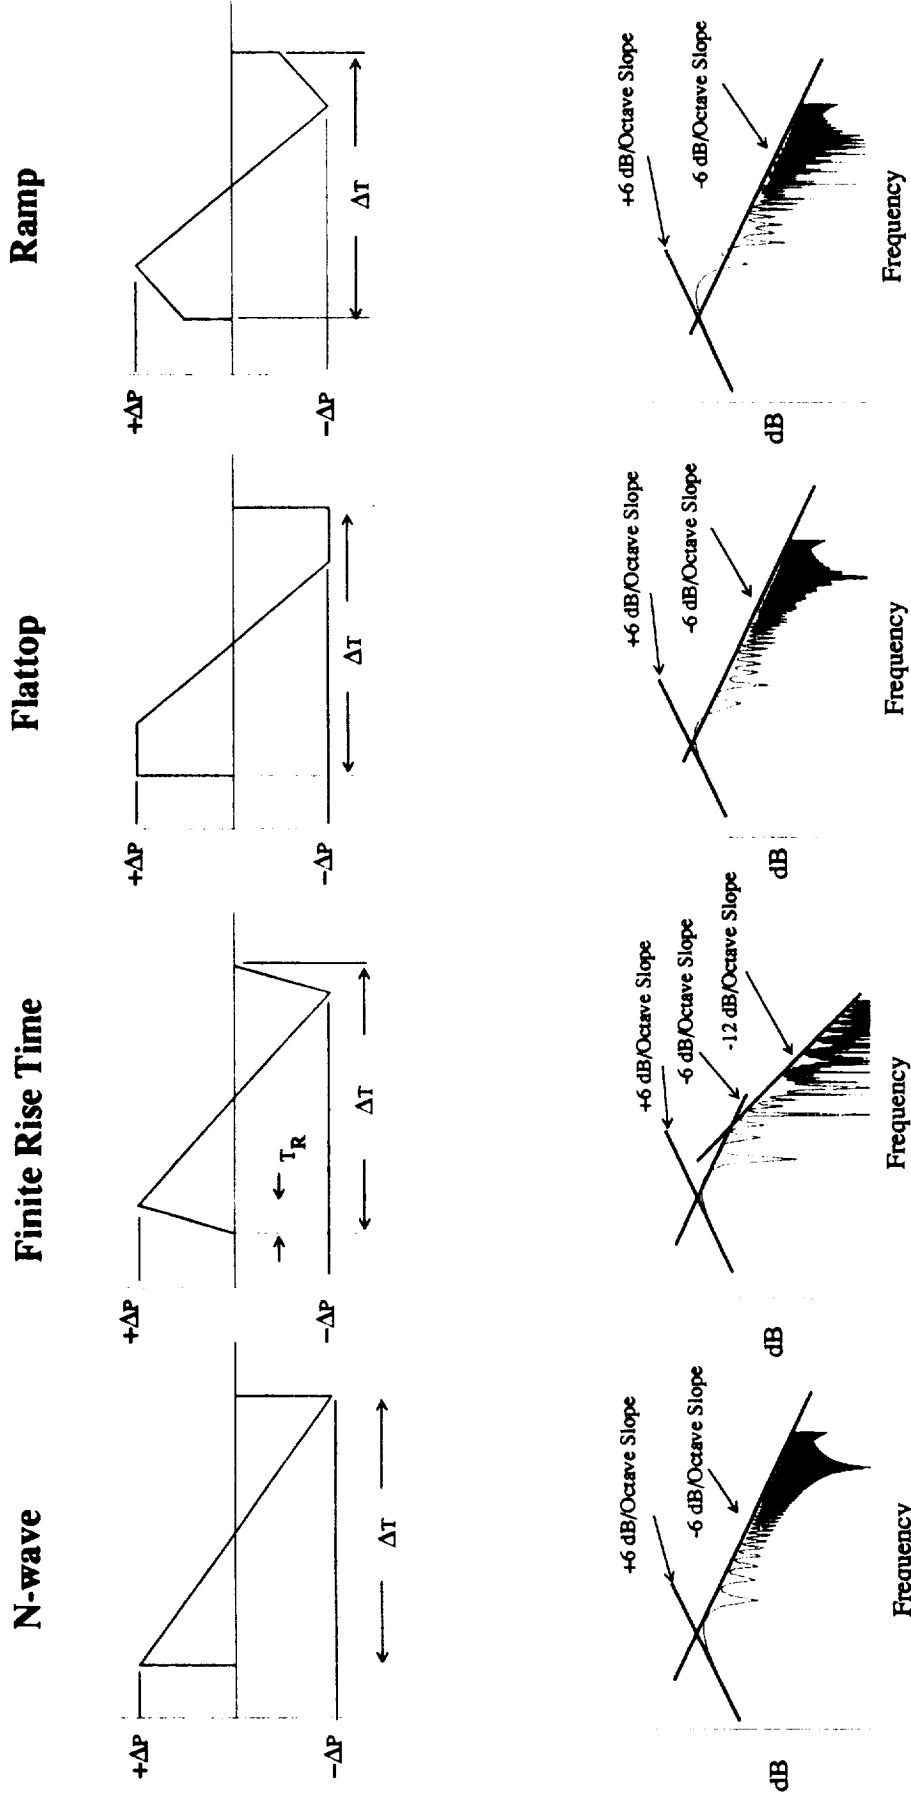 N-wave
+ΔP
−ΔP
ΔT
dB
+6 dB/Octave Slope
-6 dB/Octave Slope
Frequency
Finite Rise Time
+ΔP
−ΔP
T_R
ΔT
dB
+6 dB/Octave Slope
-6 dB/Octave Slope
-12 dB/Octave Slope
Frequency
Flattop
+ΔP
−ΔP
ΔT
dB
+6 dB/Octave Slope
-6 dB/Octave Slope
Frequency
Ramp
+ΔP
−ΔP
ΔT
dB
+6 dB/Octave Slope
-6 dB/Octave Slope
Frequency